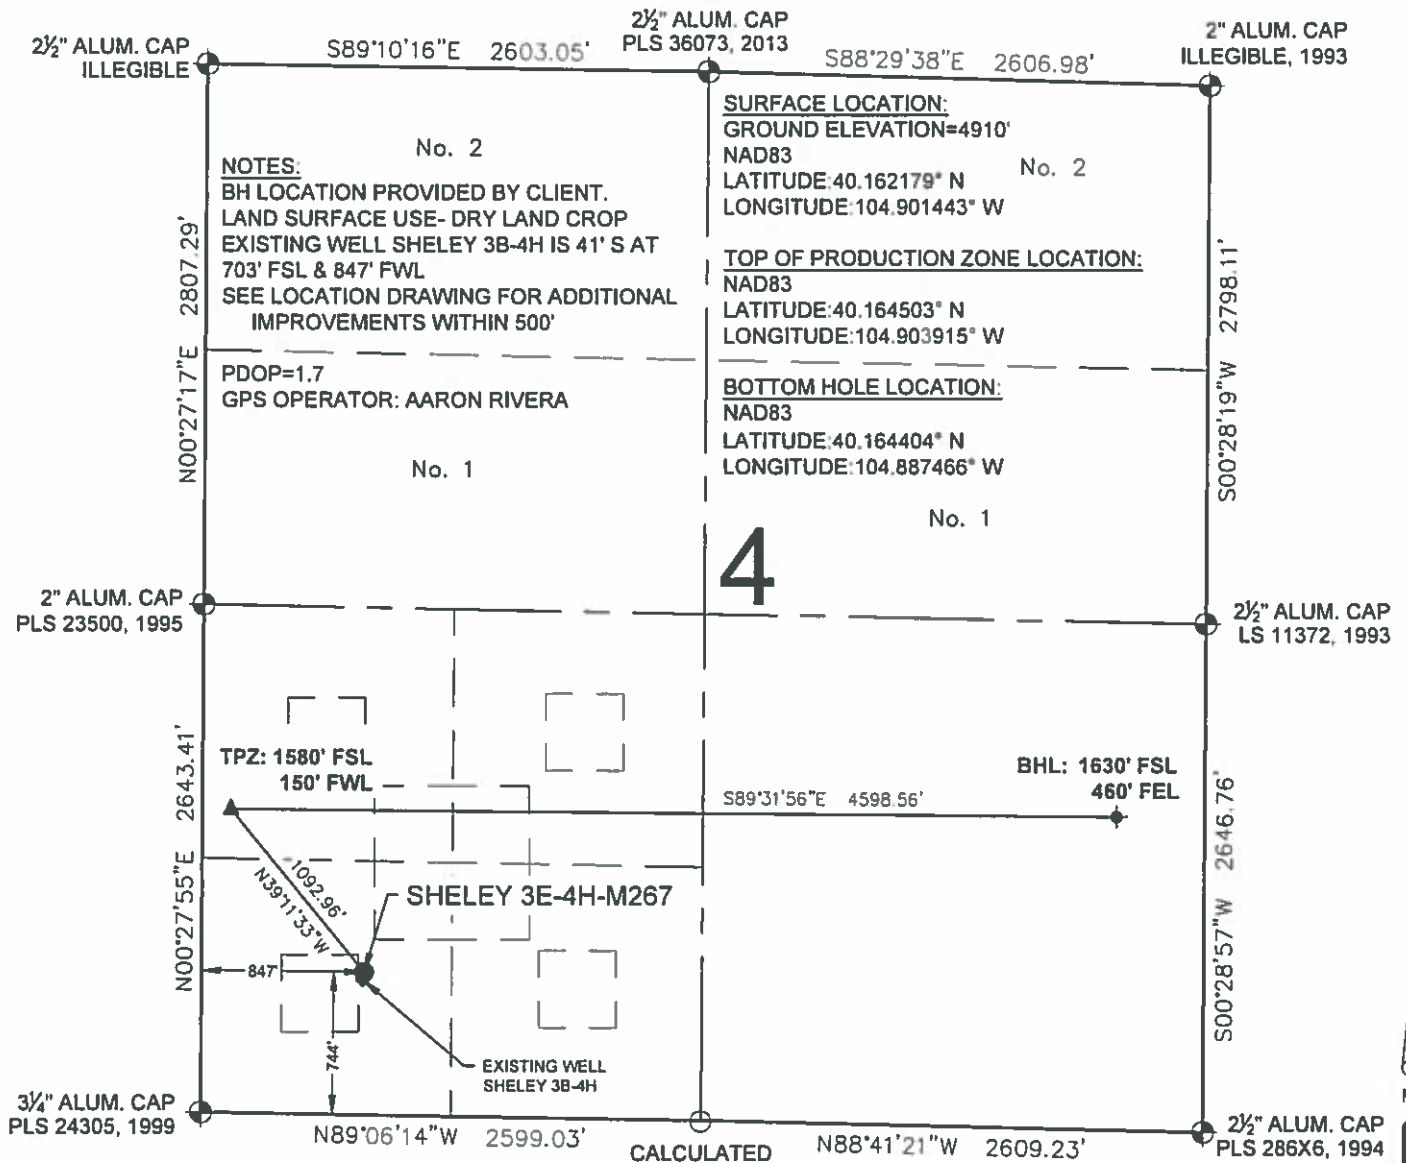 2½" ALUM. CAP
ILLEGIBLE
S89°10'16"E 2603.05'
2½" ALUM. CAP
PLS 36073, 2013
S88°29'38"E 2606.98'
2" ALUM. CAP
ILLEGIBLE, 1993
No. 2
NOTES:
BH LOCATION PROVIDED BY CLIENT.
LAND SURFACE USE- DRY LAND CROP
EXISTING WELL SHELEY 3B-4H IS 41' S AT
703' FSL & 847' FWL
SEE LOCATION DRAWING FOR ADDITIONAL
IMPROVEMENTS WITHIN 500'
PDOP=1.7
GPS OPERATOR: AARON RIVERA
No. 1
SURFACE LOCATION:
GROUND ELEVATION=4910'
NAD83
LATITUDE:40.162179° N
LONGITUDE:104.901443° W
No. 2
TOP OF PRODUCTION ZONE LOCATION:
NAD83
LATITUDE:40.164503° N
LONGITUDE:104.903915° W
BOTTOM HOLE LOCATION:
NAD83
LATITUDE:40.164404° N
LONGITUDE:104.887466° W
No. 1
4
N00°27'17"E 2807.29'
S00°28'19"W 2798.11'
2" ALUM. CAP
PLS 23500, 1995
2½" ALUM. CAP
LS 11372, 1993
N00°27'55"E 2643.41'
TPZ: 1580' FSL
150' FWL
S89°31'56"E 4598.56'
BHL: 1630' FSL
460' FEL
S00°28'57"W 2646.76'
1092.96'
N39°11'33"W
SHELEY 3E-4H-M267
847'
744'
EXISTING WELL
SHELEY 3B-4H
3¼" ALUM. CAP
PLS 24305, 1999
N89°06'14"W 2599.03'
CALCULATED
N88°41'21"W 2609.23'
2½" ALUM. CAP
PLS 286X6, 1994